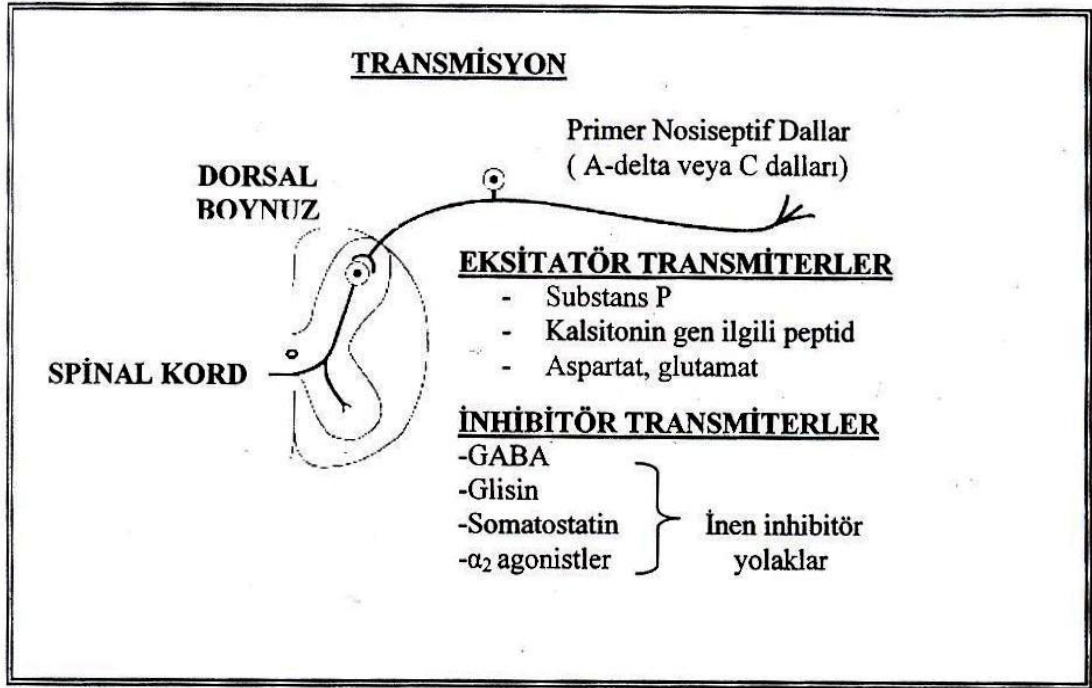 TRANSMİSYON
Primer Nosiseptif Dallar
( A-delta veya C dalları)
DORSAL
BOYNUZ
EKSİTATÖR TRANSMİTERLER
- Substans P
- Kalsitonin gen ilgili peptid
- Aspartat, glutamat
SPİNAL KORD
İNHİBİTÖR TRANSMİTERLER
-GABA
-Glisin
-Somatostatin
-α₂ agonistler
İnen inhibitör
yolaklar